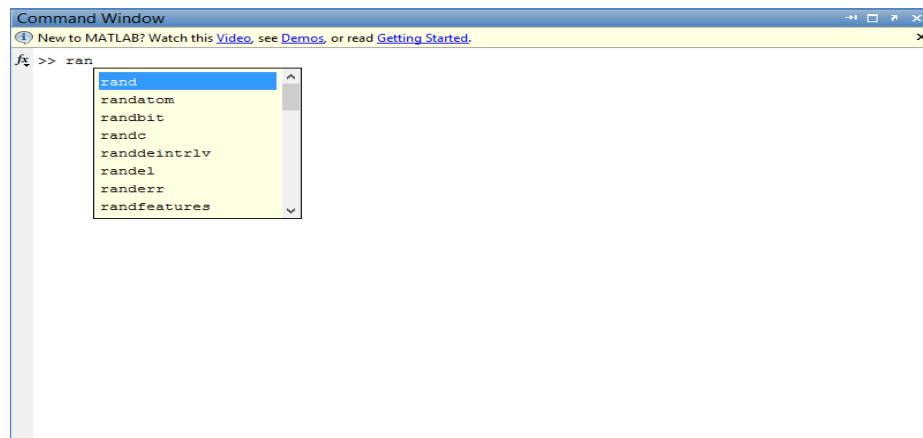 Command Window
New to MATLAB? Watch this Video, see Demos, or read Getting Started.
fx >> ran
rand
randatom
randbit
randc
randdeintrlv
randel
randerr
randfeatures